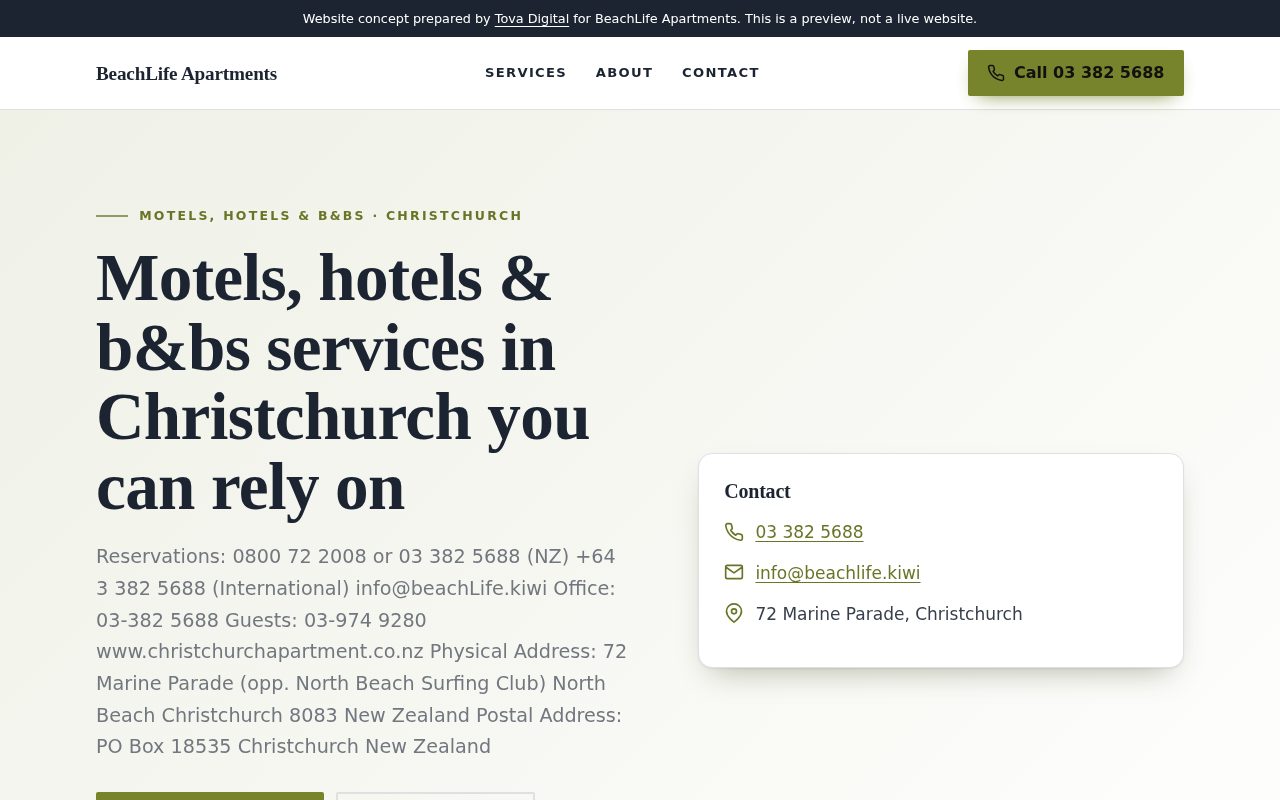 Website concept prepared by Tova Digital for BeachLife Apartments. This is a preview, not a live website.
BeachLife Apartments
SERVICES ABOUT CONTACT
Call 03 382 5688
MOTELS, HOTELS & B&BS · CHRISTCHURCH
Motels, hotels &
b&bs services in
Christchurch you
can rely on
Reservations: 0800 72 2008 or 03 382 5688 (NZ) +64
3 382 5688 (International) info@beachLife.kiwi Office:
03-382 5688 Guests: 03-974 9280
www.christchurchapartment.co.nz Physical Address: 72
Marine Parade (opp. North Beach Surfing Club) North
Beach Christchurch 8083 New Zealand Postal Address:
PO Box 18535 Christchurch New Zealand
Contact
03 382 5688
info@beachlife.kiwi
72 Marine Parade, Christchurch